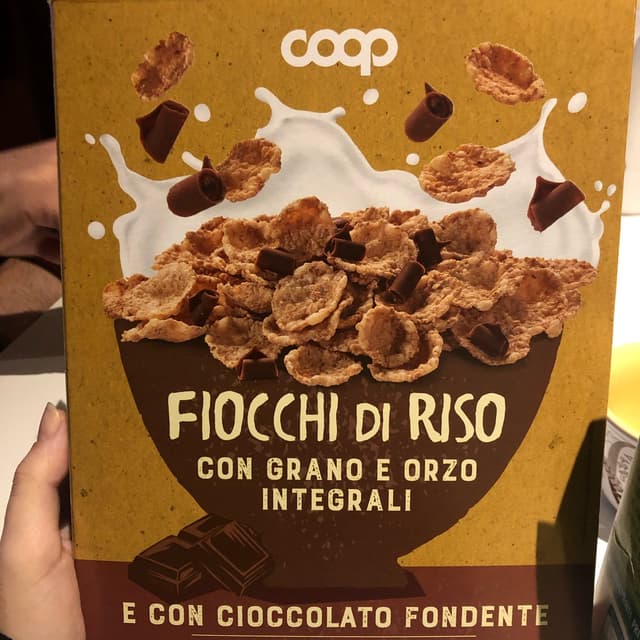 coop
FIOCCHI DI RISO
CON GRANO E ORZO
INTEGRALI
E CON CIOCCOLATO FONDENTE